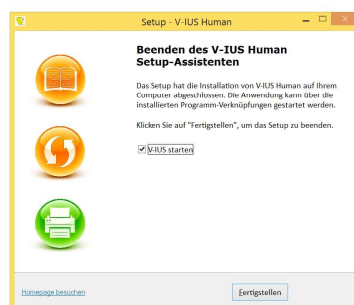 Setup - V-IUS Human
Beenden des V-IUS Human
Setup-Assistenten
Das Setup hat die Installation von V-IUS Human auf Ihrem
Computer abgeschlossen. Die Anwendung kann über die
installierten Programm-Verknüpfungen gestartet werden.
Klicken Sie auf "Fertigstellen", um das Setup zu beenden.
V-IUS starten
Homepage besuchen
Fertigstellen